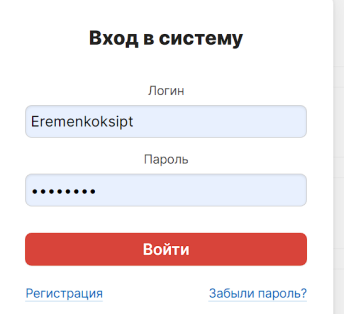 Вход в систему
Логин
Eremenkoksipt
Пароль
••••••••
Войти
Регистрация
Забыли пароль?